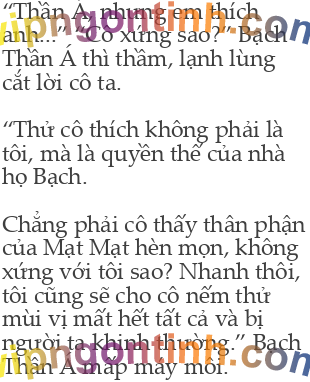 “Thần Á, nhưng em thích
anh...” “Cô xứng sao?” Bạch
Thần Á thì thầm, lạnh lùng
cắt lời cô ta.
“Thứ cô thích không phải là
tôi, mà là quyền thế của nhà
họ Bạch.
Chẳng phải cô thấy thân phận
của Mạt Mạt hèn mọn, không
xứng với tôi sao? Nhanh thôi,
tôi cũng sẽ cho cô nếm thử
mùi vị mất hết tất cả và bị
người ta khinh thường.” Bạch
Thần Á mấp máy môi.
vipngontinh.com
vipngontinh.com